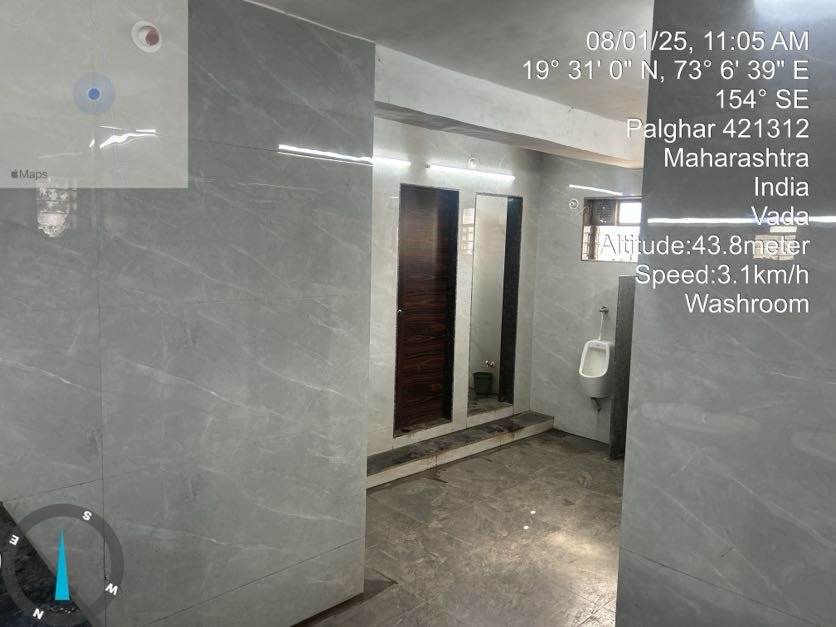 08/01/25, 11:05 AM
19° 31' 0" N, 73° 6' 39" E
154° SE
Palghar 421312
Maharashtra
India
Vada
Altitude:43.8meter
Speed:3.1km/h
Washroom
Maps
S
E
W
N